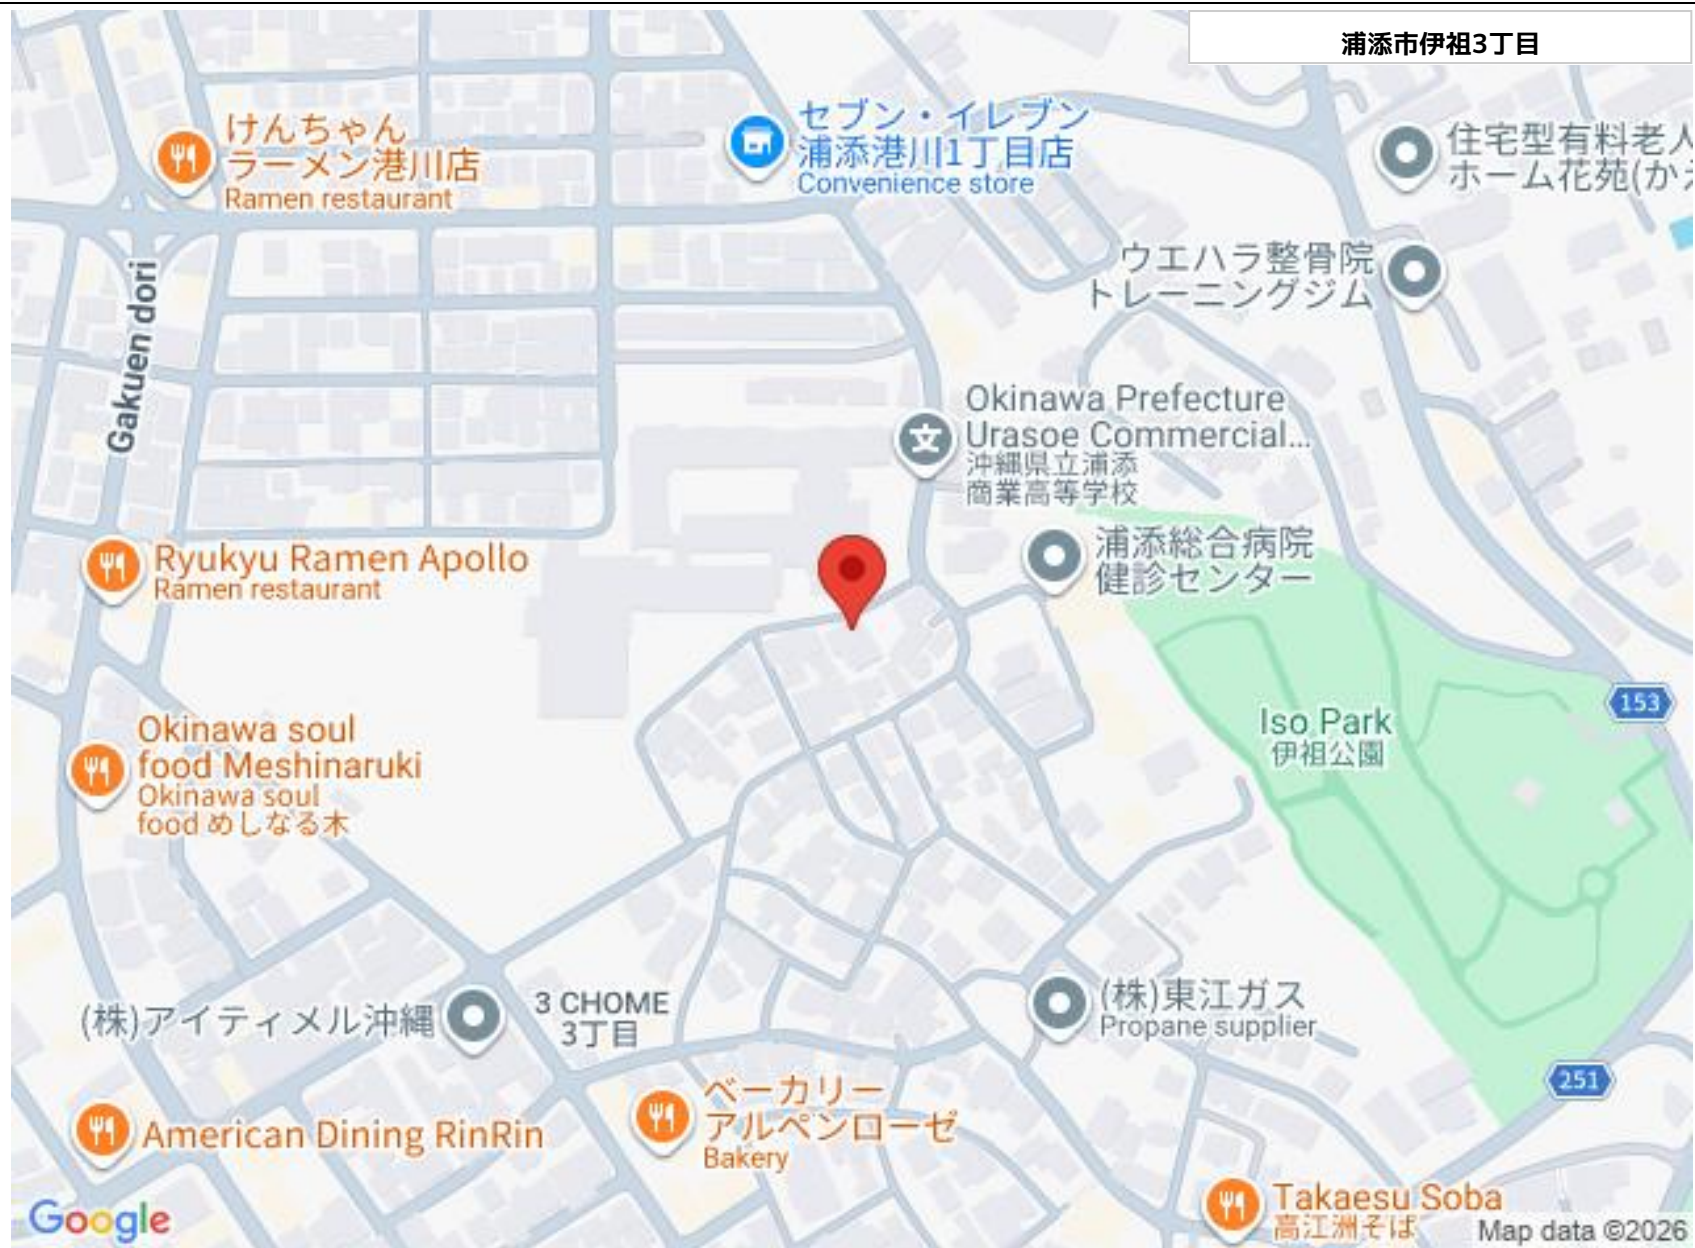 浦添市伊祖3丁目
けんちゃん
ラーメン港川店
Ramen restaurant
セブン・イレブン
浦添港川1丁目店
Convenience store
住宅型有料老人
ホーム花苑(かえ
ウエハラ整骨院
トレーニングジム
Gakuen dori
Okinawa Prefecture
Urasoe Commercial...
沖縄県立浦添
商業高等学校
浦添総合病院
健診センター
Ryukyu Ramen Apollo
Ramen restaurant
153
Iso Park
伊祖公園
Okinawa soul
food Meshinaruki
Okinawa soul
food めしなる木
(株)アイティメル沖縄
3 CHOME
3丁目
(株)東江ガス
Propane supplier
251
ベーカリー
アルペンローゼ
Bakery
American Dining RinRin
Takaesu Soba
高江洲そば
Google
Map data ©2026